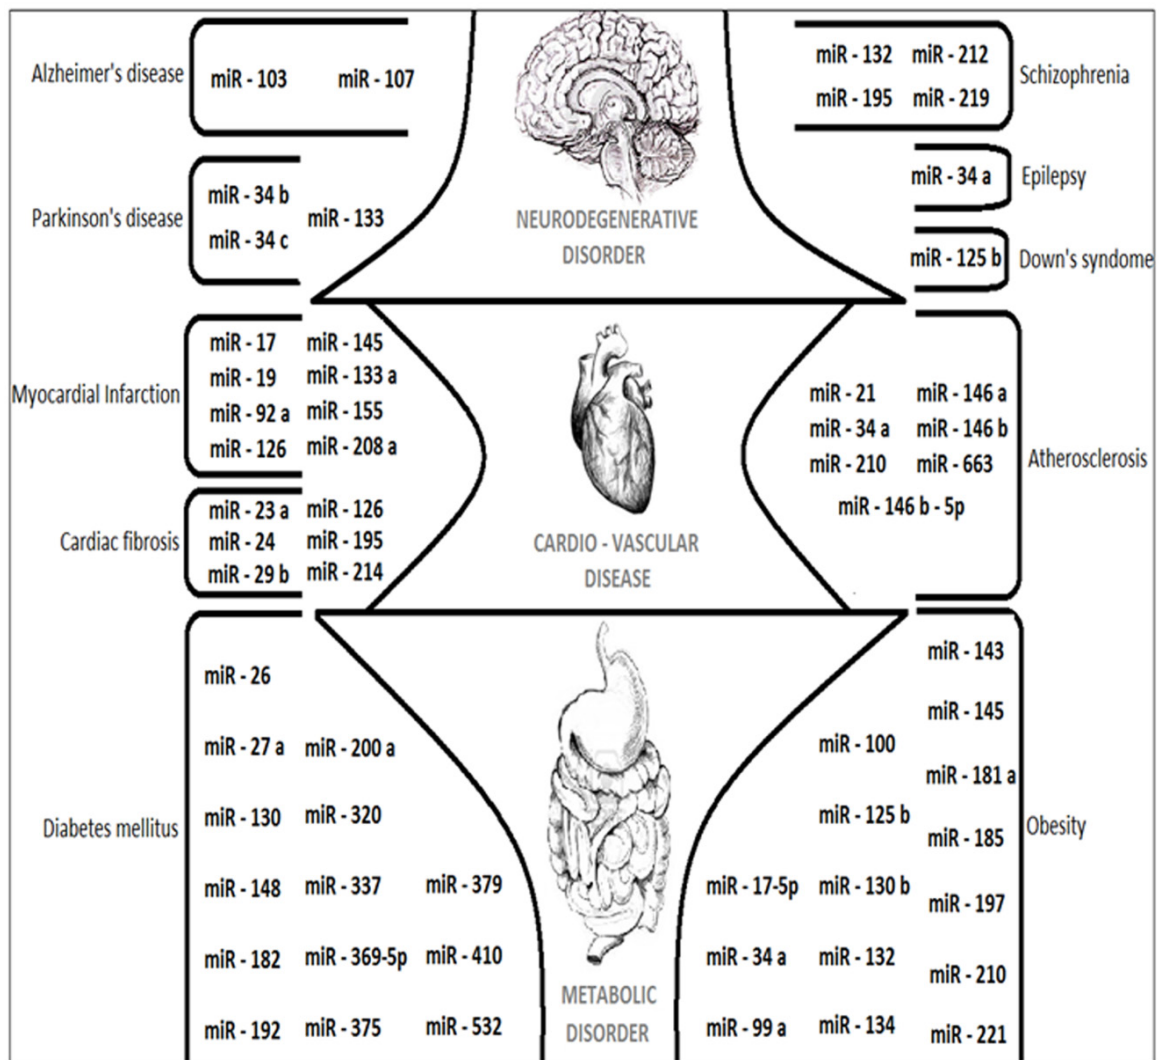 Alzheimer's disease
miR - 103 miR - 107
Parkinson's disease
miR - 34 b
miR - 133
miR - 34 c
NEURODEGENERATIVE
DISORDER
miR - 132 miR - 212
miR - 195 miR - 219
Schizophrenia
miR - 34 a
Epilepsy
miR - 125 b
Down's syndome
Myocardial Infarction
miR - 17 miR - 145
miR - 19 miR - 133 a
miR - 92 a miR - 155
miR - 126 miR - 208 a
Cardiac fibrosis
miR - 23 a miR - 126
miR - 24 miR - 195
miR - 29 b miR - 214
CARDIO - VASCULAR
DISEASE
miR - 21 miR - 146 a
miR - 34 a miR - 146 b
miR - 210 miR - 663
miR - 146 b - 5p
Atherosclerosis
Diabetes mellitus
miR - 26
miR - 27 a miR - 200 a
miR - 130 miR - 320
miR - 148 miR - 337 miR - 379
miR - 182 miR - 369-5p miR - 410
miR - 192 miR - 375 miR - 532
METABOLIC
DISORDER
miR - 143
miR - 145
miR - 100
miR - 181 a
miR - 125 b
miR - 185
miR - 17-5p miR - 130 b
miR - 197
miR - 34 a miR - 132
miR - 210
miR - 99 a miR - 134
miR - 221
Obesity